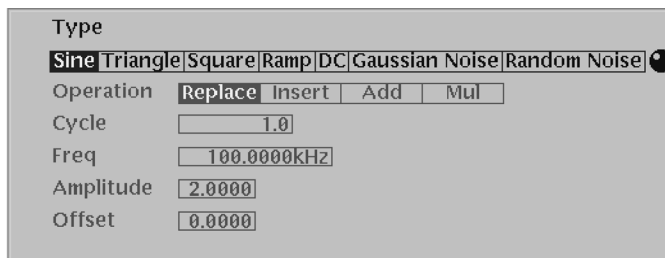 Type
Sine Triangle Square Ramp DC Gaussian Noise Random Noise
Operation Replace Insert Add Mul
Cycle 1.0
Freq 100.0000kHz
Amplitude 2.0000
Offset 0.0000